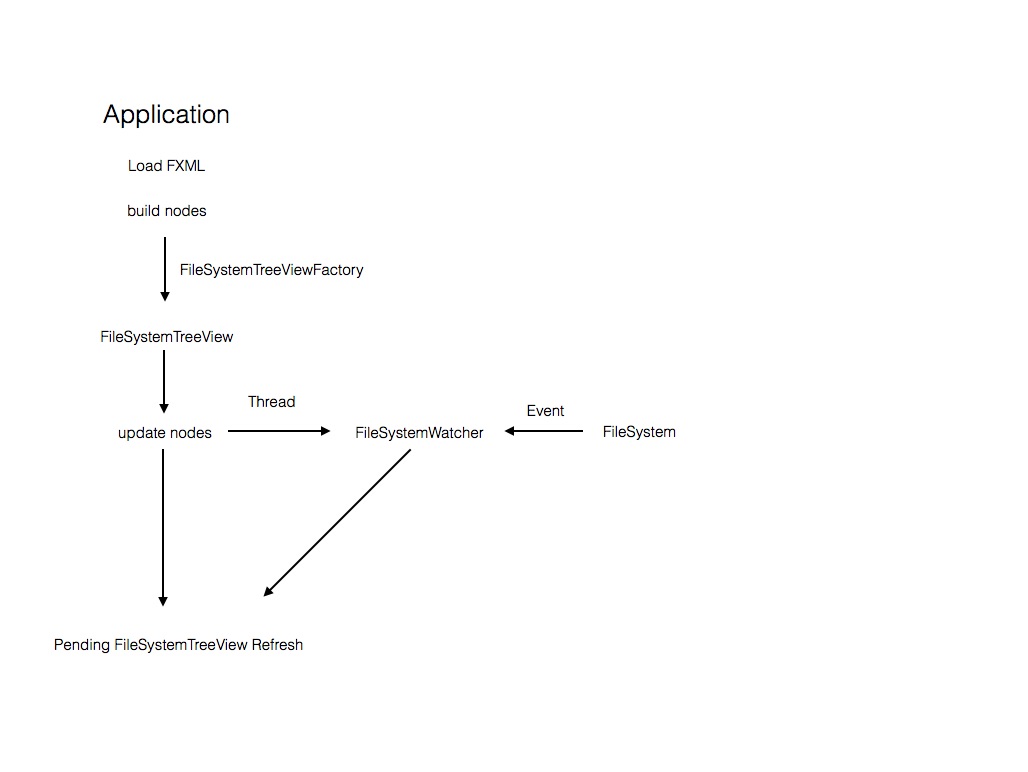 Application
Load FXML
build nodes
FileSystemTreeViewFactory
FileSystemTreeView
Thread
Event
update nodes
FileSystemWatcher
FileSystem
Pending FileSystemTreeView Refresh